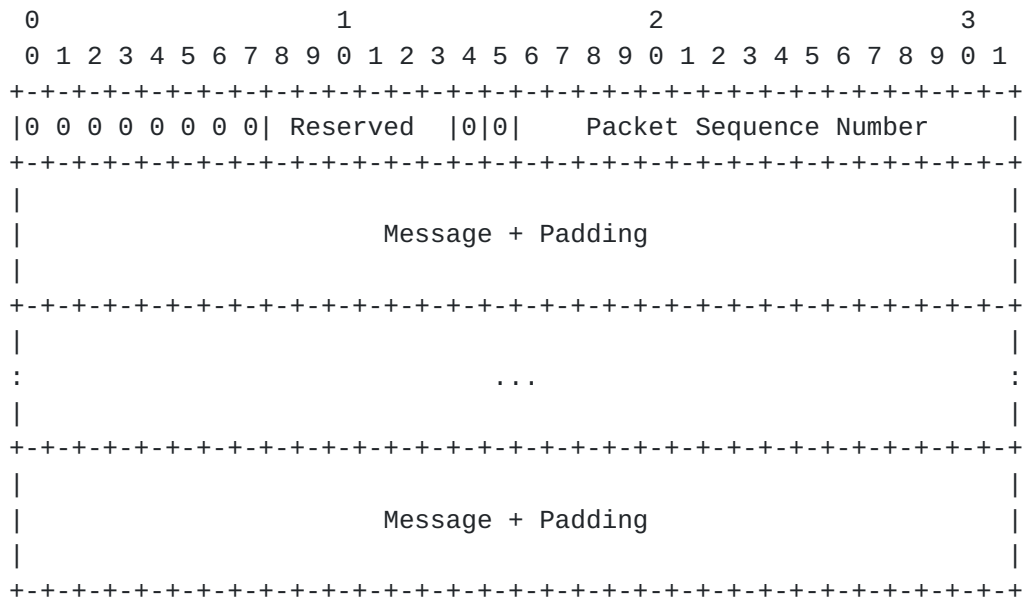 0                   1                   2                   3
 0 1 2 3 4 5 6 7 8 9 0 1 2 3 4 5 6 7 8 9 0 1 2 3 4 5 6 7 8 9 0 1
+-+-+-+-+-+-+-+-+-+-+-+-+-+-+-+-+-+-+-+-+-+-+-+-+-+-+-+-+-+-+-+-+
|0 0 0 0 0 0 0 0| Reserved  |0|0|    Packet Sequence Number     |
+-+-+-+-+-+-+-+-+-+-+-+-+-+-+-+-+-+-+-+-+-+-+-+-+-+-+-+-+-+-+-+-+
|                                                               |
|                       Message + Padding                       |
|                                                               |
+-+-+-+-+-+-+-+-+-+-+-+-+-+-+-+-+-+-+-+-+-+-+-+-+-+-+-+-+-+-+-+-+
|                                                               |
:                              ...                              :
|                                                               |
+-+-+-+-+-+-+-+-+-+-+-+-+-+-+-+-+-+-+-+-+-+-+-+-+-+-+-+-+-+-+-+-+
|                                                               |
|                       Message + Padding                       |
|                                                               |
+-+-+-+-+-+-+-+-+-+-+-+-+-+-+-+-+-+-+-+-+-+-+-+-+-+-+-+-+-+-+-+-+